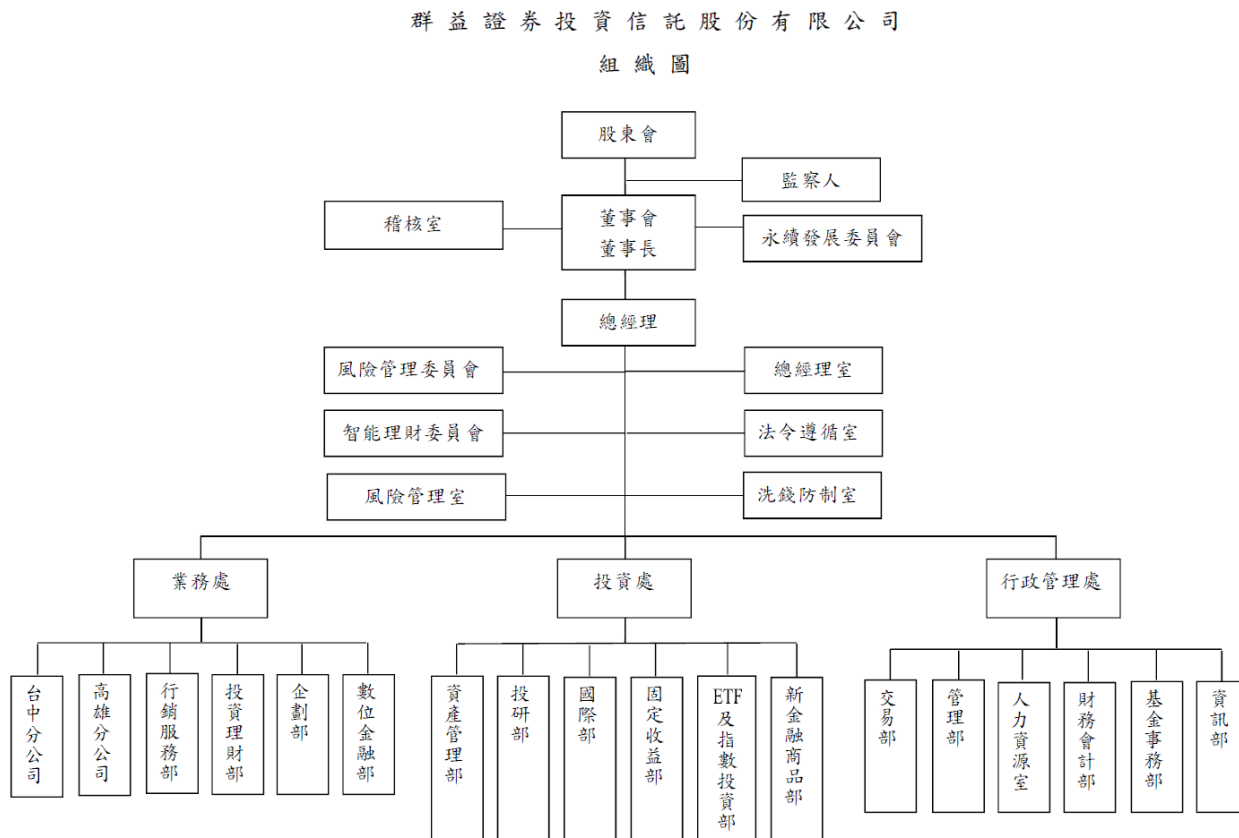 群益證券投資信託股份有限公司
組織圖
股東會
監察人
稽核室
董事會
董事長
永續發展委員會
總經理
風險管理委員會
總經理室
智能理財委員會
法令遵循室
風險管理室
洗錢防制室
業務處
投資處
行政管理處
台中分公司
高雄分公司
行銷服務部
投資理財部
企劃部
數位金融部
資產管理部
投研部
國際部
固定收益部
ETF及指數投資部
新金融商品部
交易部
管理部
人力資源室
財務會計部
基金事務部
資訊部